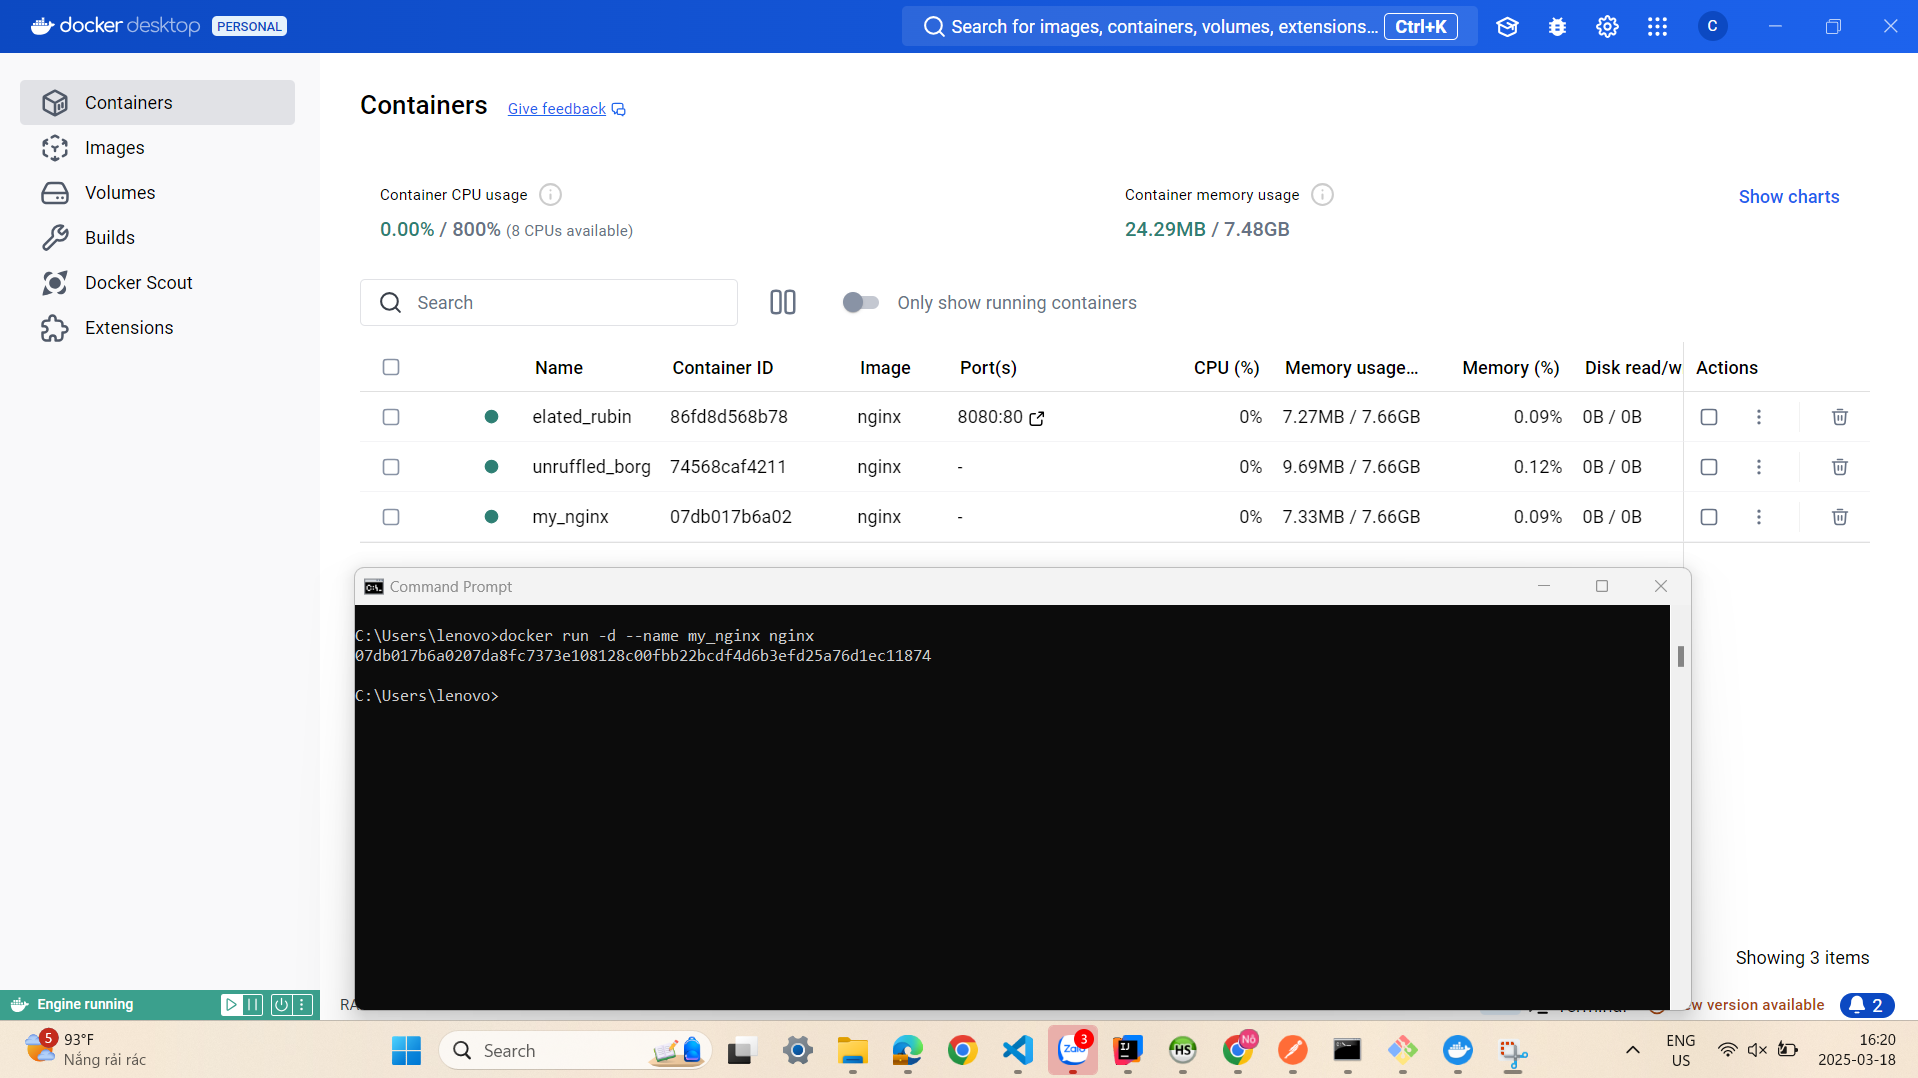 docker desktop PERSONAL
Search for images, containers, volumes, extensions... Ctrl+K
C
Containers
Images
Volumes
Builds
Docker Scout
Extensions
Containers Give feedback
Container CPU usage
0.00% / 800% (8 CPUs available)
Container memory usage
24.29MB / 7.48GB
Show charts
Search
Only show running containers
Name Container ID Image Port(s) CPU (%) Memory usage... Memory (%) Disk read/w Actions
elated_rubin 86fd8d568b78 nginx 8080:80 0% 7.27MB / 7.66GB 0.09% 0B / 0B
unruffled_borg 74568caf4211 nginx - 0% 9.69MB / 7.66GB 0.12% 0B / 0B
my_nginx 07db017b6a02 nginx - 0% 7.33MB / 7.66GB 0.09% 0B / 0B
Command Prompt
C:\Users\lenovo>docker run -d --name my_nginx nginx
07db017b6a0207da8fc7373e108128c00fbb22bcdf4d6b3efd25a76d1ec11874
C:\Users\lenovo>
Showing 3 items
Engine running
RA
version available
2
5
93°F
Nắng rải rác
Search
Zalo
3
IJ
HS
Nô
ENG
US
16:20
2025-03-18